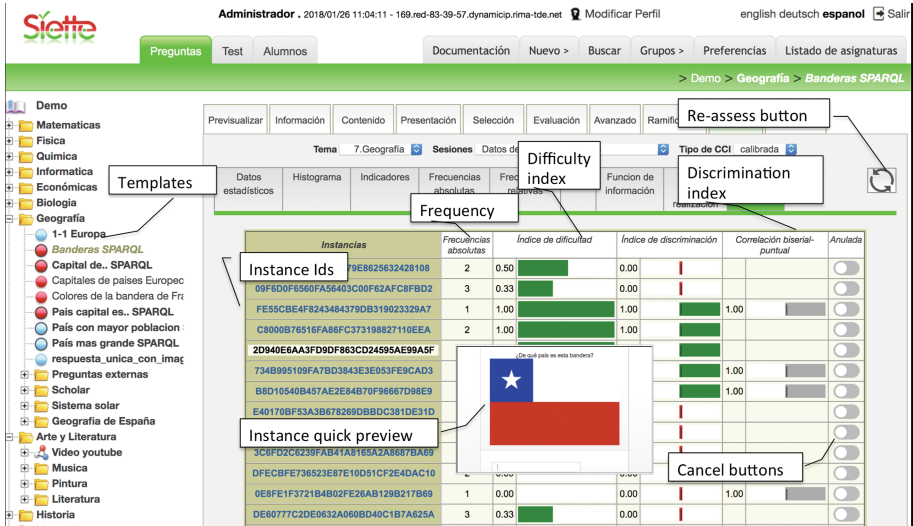 Siette
Administrador . 2018/01/26 11:04:11 - 169.red-83-39-57.dynamicip.rima-tde.net Modificar Perfil english deutsch espanol Salir
Preguntas Test Alumnos Documentación Nuevo > Buscar Grupos > Preferencias Listado de asignaturas
> Demo > Geografía > Banderas SPARQL
Demo
Matematicas
Fisica
Quimica
Informatica
Económicas
Biologia
Geografía
1-1 Europa
Banderas SPARQL
Capital de.. SPARQL
Capitales de paises Europeo
Colores de la bandera de Fra
Pais capital es.. SPARQL
País con mayor poblacion
País mas grande SPARQL
respuesta_unica_con_imag
Preguntas externas
Scholar
Sistema solar
Geografia de España
Arte y Literatura
Video youtube
Musica
Pintura
Literatura
Historia
Templates
Previsualizar Información Contenido Presentación Selección Evaluación Avanzado Ramifi
Re-assess button
Tema 7.Geografía Sesiones Datos de Tipo de CCI calibrada
Difficulty index
Discrimination index
Datos estadísticos Histograma Indicadores Frecuencias absolutas Frec relativas Funcion de información realización
Frequency
Instancias Frecuencias absolutas Índice de dificultad Índice de discriminación Correlación biserial-puntual Anulada
Instance Ids
79E8625632428108 2 0.50 0.00
09F6D0F6560FA56403C00F62AFC8FBD2 3 0.33 0.00
FE55CBE4F8243484379DB319023329A7 1 1.00 1.00 1.00
C8000B76516FA86FC373198827110EEA 2 1.00 1.00
2D940E6AA3FD9DF863CD24595AE99A5F
734B995109FA7BD3843E3E053FE9CAD3 1.00
B8D10540B457AE2E84B70F96667D98E9 1.00
E40170BF53A3B678269DBBDC381DE31D
Instance quick preview
¿De qué país es esta bandera?
3C6FD2C6239FAB41A8165A2A8687BA69
DFECBFE736523E87E10D51CF2E4DAC10 2 0.00 0.00
Cancel buttons
0E8FE1F3721B4B02FE26AB129B217B69 1 0.00 0.00 1.00
DE60777C2DE0632A060BD40C1B7A625A 3 0.33 0.00